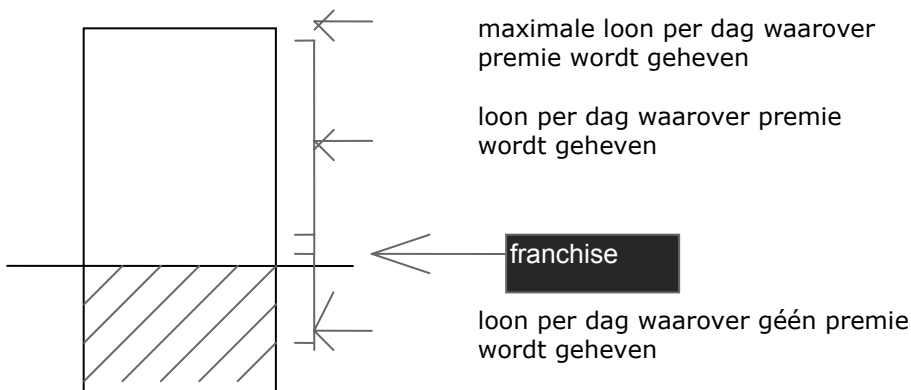 maximale loon per dag waarover
premie wordt geheven
loon per dag waarover premie
wordt geheven
franchise
loon per dag waarover géén premie
wordt geheven